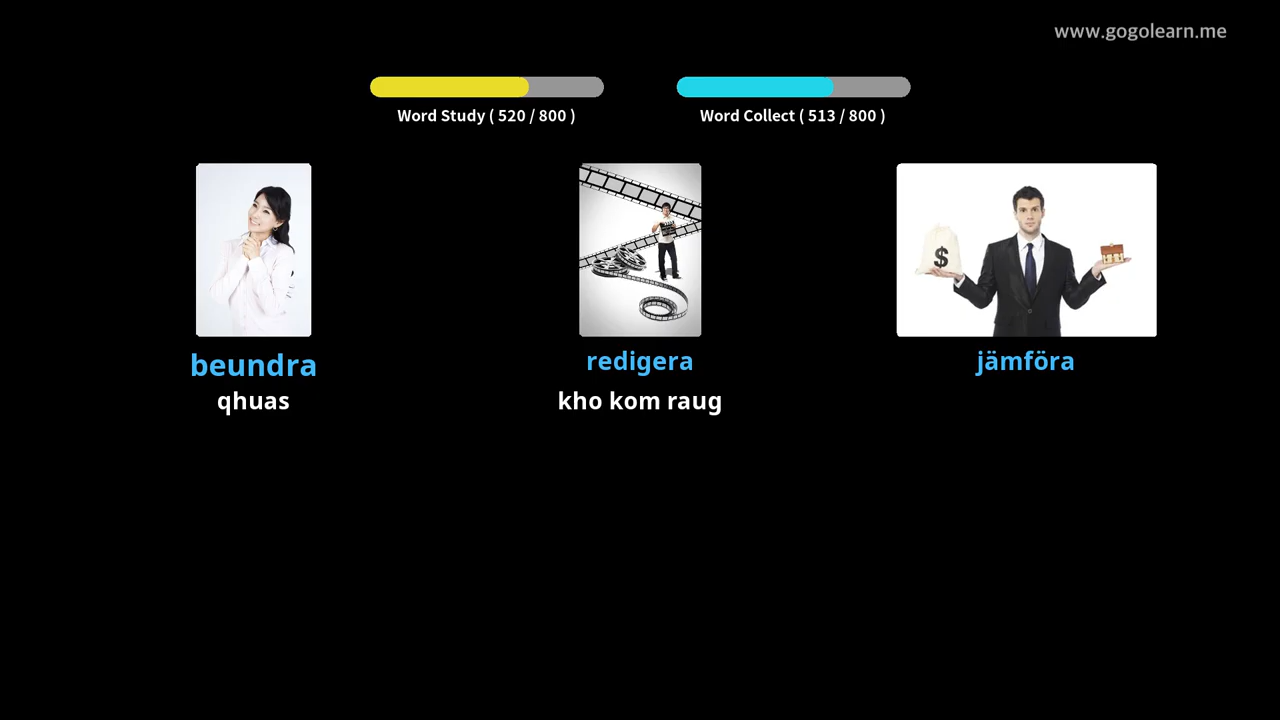 www.gogolearn.me
Word Study ( 520 / 800 )
Word Collect ( 513 / 800 )
$
beundra
redigera
jämföra
qhuas
kho kom raug